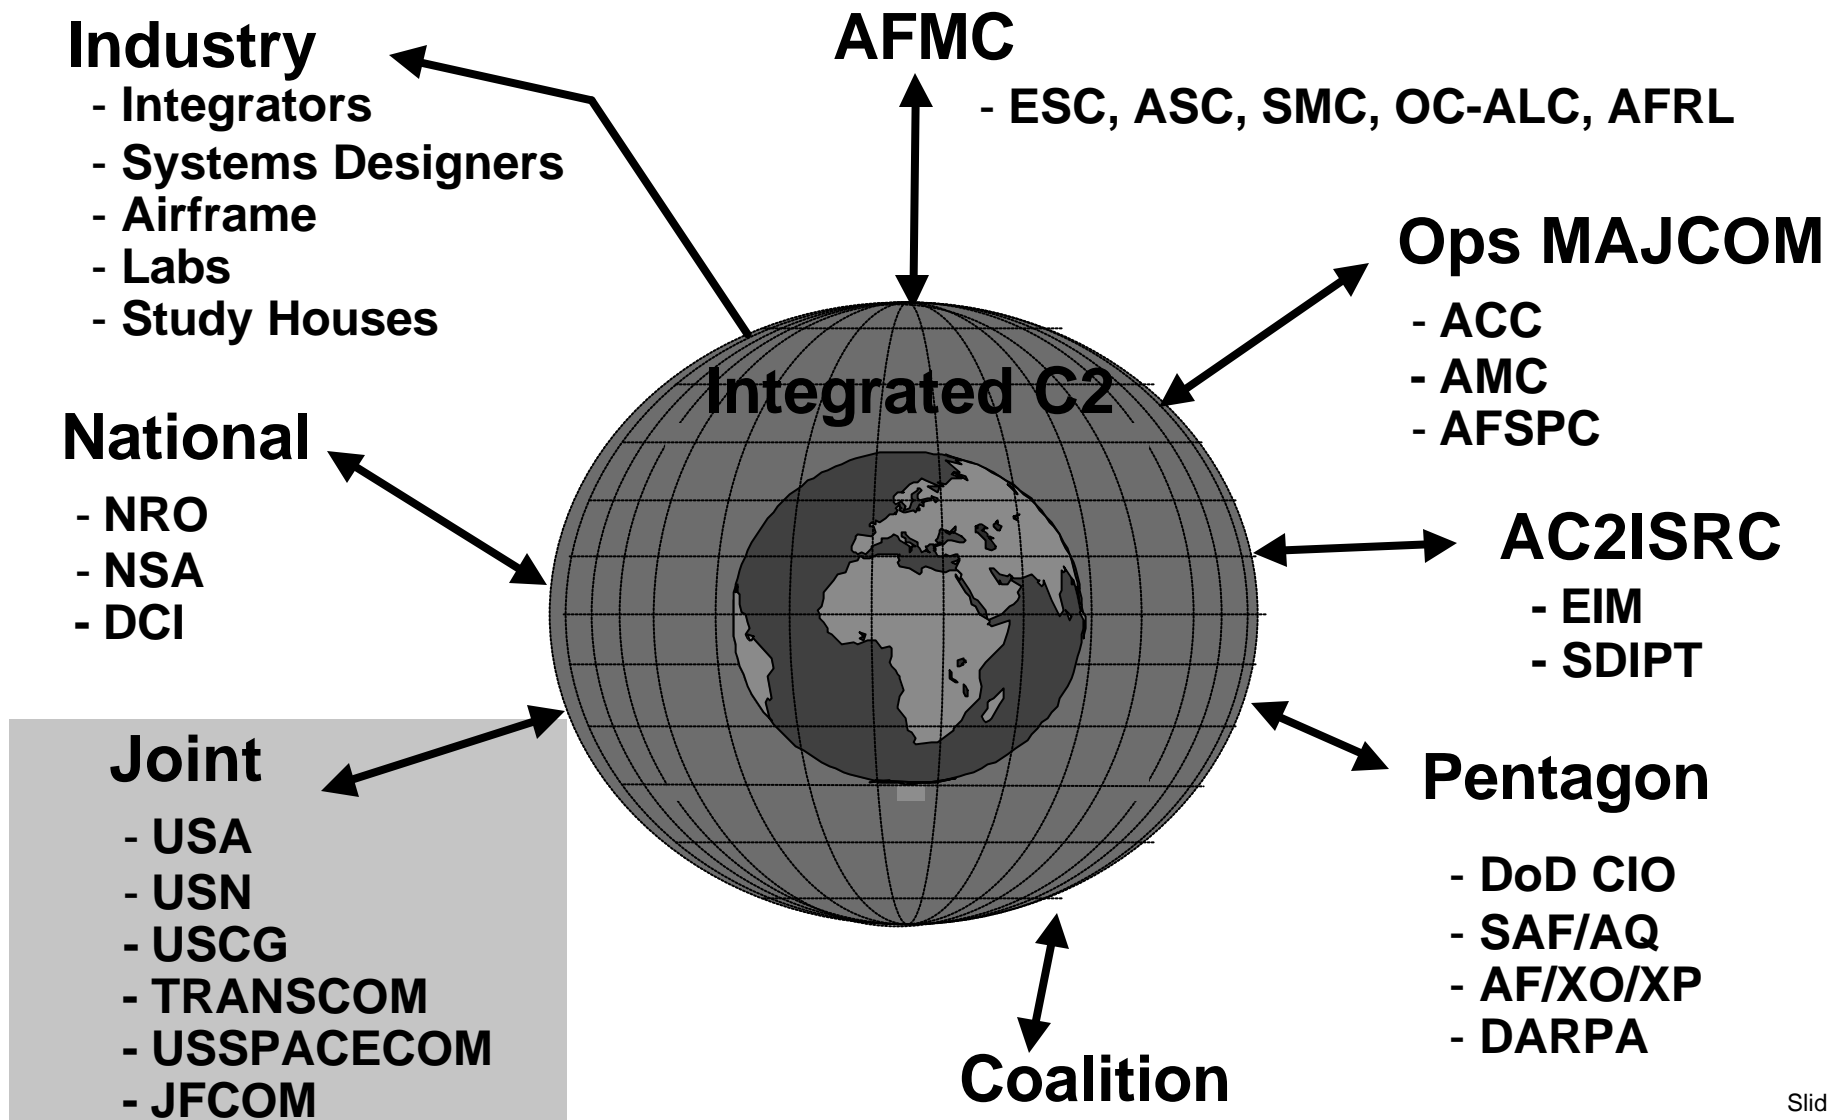 Industry
- Integrators
- Systems Designers
- Airframe
- Labs
- Study Houses
AFMC
- ESC, ASC, SMC, OC-ALC, AFRL
Ops MAJCOM
- ACC
- AMC
- AFSPC
Integrated C2
National
- NRO
- NSA
- DCI
AC2ISRC
- EIM
- SDIPT
Joint
- USA
- USN
- USCG
- TRANSCOM
- USSPACECOM
- JFCOM
Pentagon
- DoD CIO
- SAF/AQ
- AF/XO/XP
- DARPA
Coalition
Slid